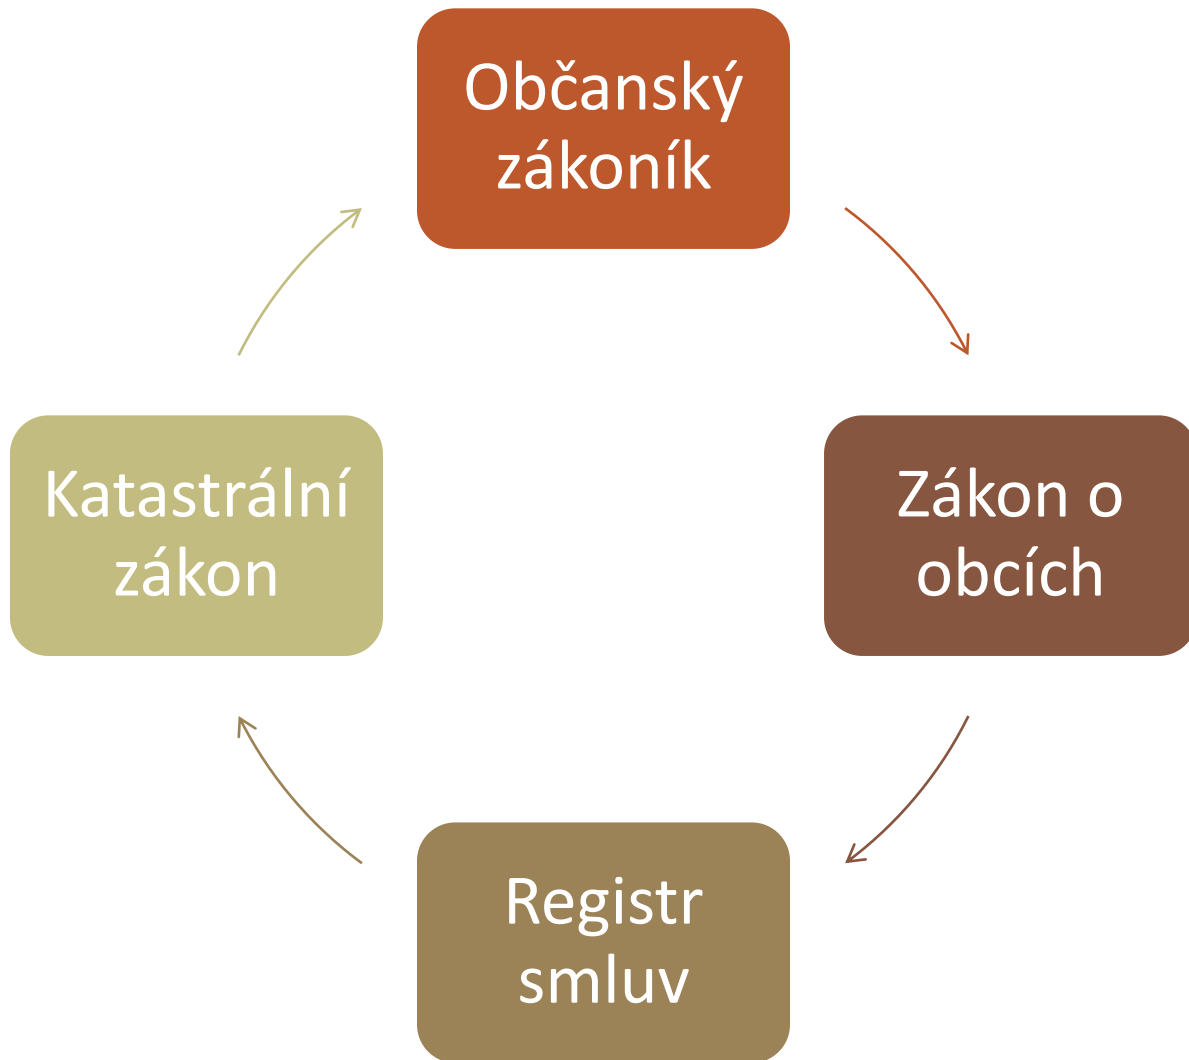 Občanský
zákoník
Katastrální
zákon
Zákon o
obcích
Registr
smluv